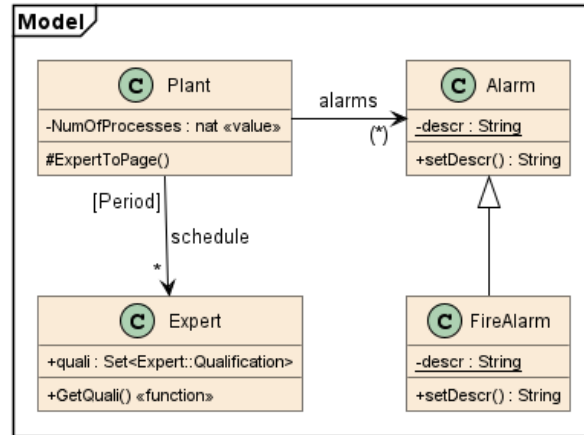 Model
C Plant
-NumOfProcesses : nat «value»
#ExpertToPage()
alarms
(*)
C Alarm
-descr : String
+setDescr() : String
[Period]
schedule
*
C Expert
+quali : Set<Expert::Qualification>
+GetQuali() «function»
C FireAlarm
-descr : String
+setDescr() : String